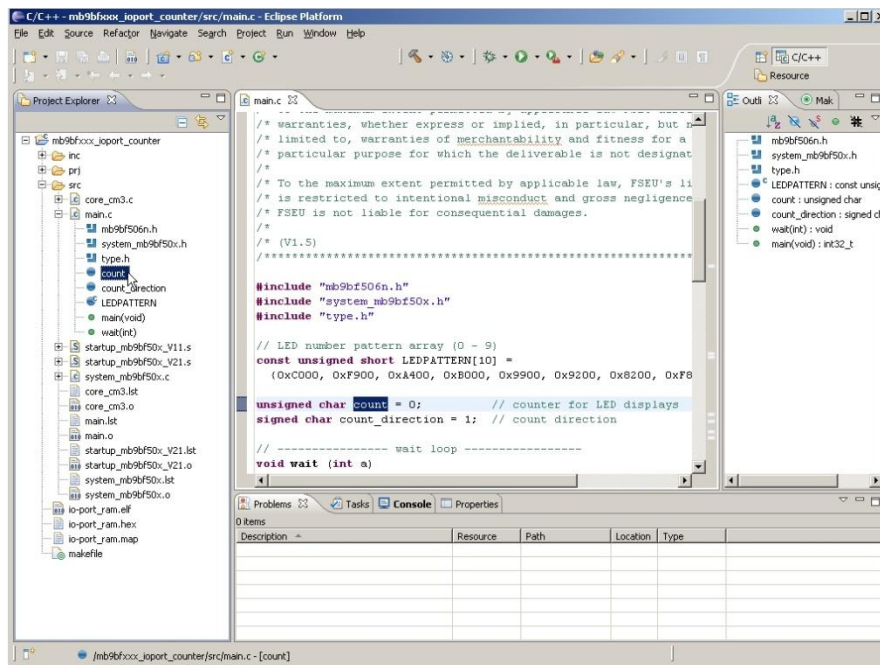 C/C++ - mb9bfxxx_ioport_counter/src/main.c - Eclipse Platform
File Edit Source Refactor Navigate Search Project Run Window Help
C/C++
Resource
Project Explorer
mb9bfxxx_ioport_counter
inc
prj
src
core_cm3.c
main.c
mb9bf506n.h
system_mb9bf50x.h
type.h
count
count_direction
LEDPATTERN
main(void)
wait(int)
startup_mb9bf50x_V11.s
startup_mb9bf50x_V21.s
system_mb9bf50x.c
core_cm3.lst
core_cm3.o
main.lst
main.o
startup_mb9bf50x_V21.lst
startup_mb9bf50x_V21.o
system_mb9bf50x.lst
system_mb9bf50x.o
io-port_ram.elf
io-port_ram.hex
io-port_ram.map
makefile
main.c
/* warranties, whether express or implied, in particular, but n
/* limited to, warranties of merchantability and fitness for a
/* particular purpose for which the deliverable is not designat
/*
/* To the maximum extent permitted by applicable law, FSEU's li
/* is restricted to intentional misconduct and gross negligence
/* FSEU is not liable for consequential damages.
/*
/* (V1.5)
/*****************************************************************
#include "mb9bf506n.h"
#include "system_mb9bf50x.h"
#include "type.h"
// LED number pattern array (0 - 9)
const unsigned short LEDPATTERN[10] =
{0xC000, 0xF900, 0xA400, 0xB000, 0x9900, 0x9200, 0x8200, 0xF8
unsigned char count = 0; // counter for LED displays
signed char count_direction = 1; // count direction
// ---------------- wait loop -----------------
void wait (int a)
Outli Mak
mb9bf506n.h
system_mb9bf50x.h
type.h
LEDPATTERN : const unsig
count : unsigned char
count_direction : signed ch
wait(int) : void
main(void) : int32_t
Problems Tasks Console Properties
0 items
Description Resource Path Location Type
/mb9bfxxx_ioport_counter/src/main.c - [count]